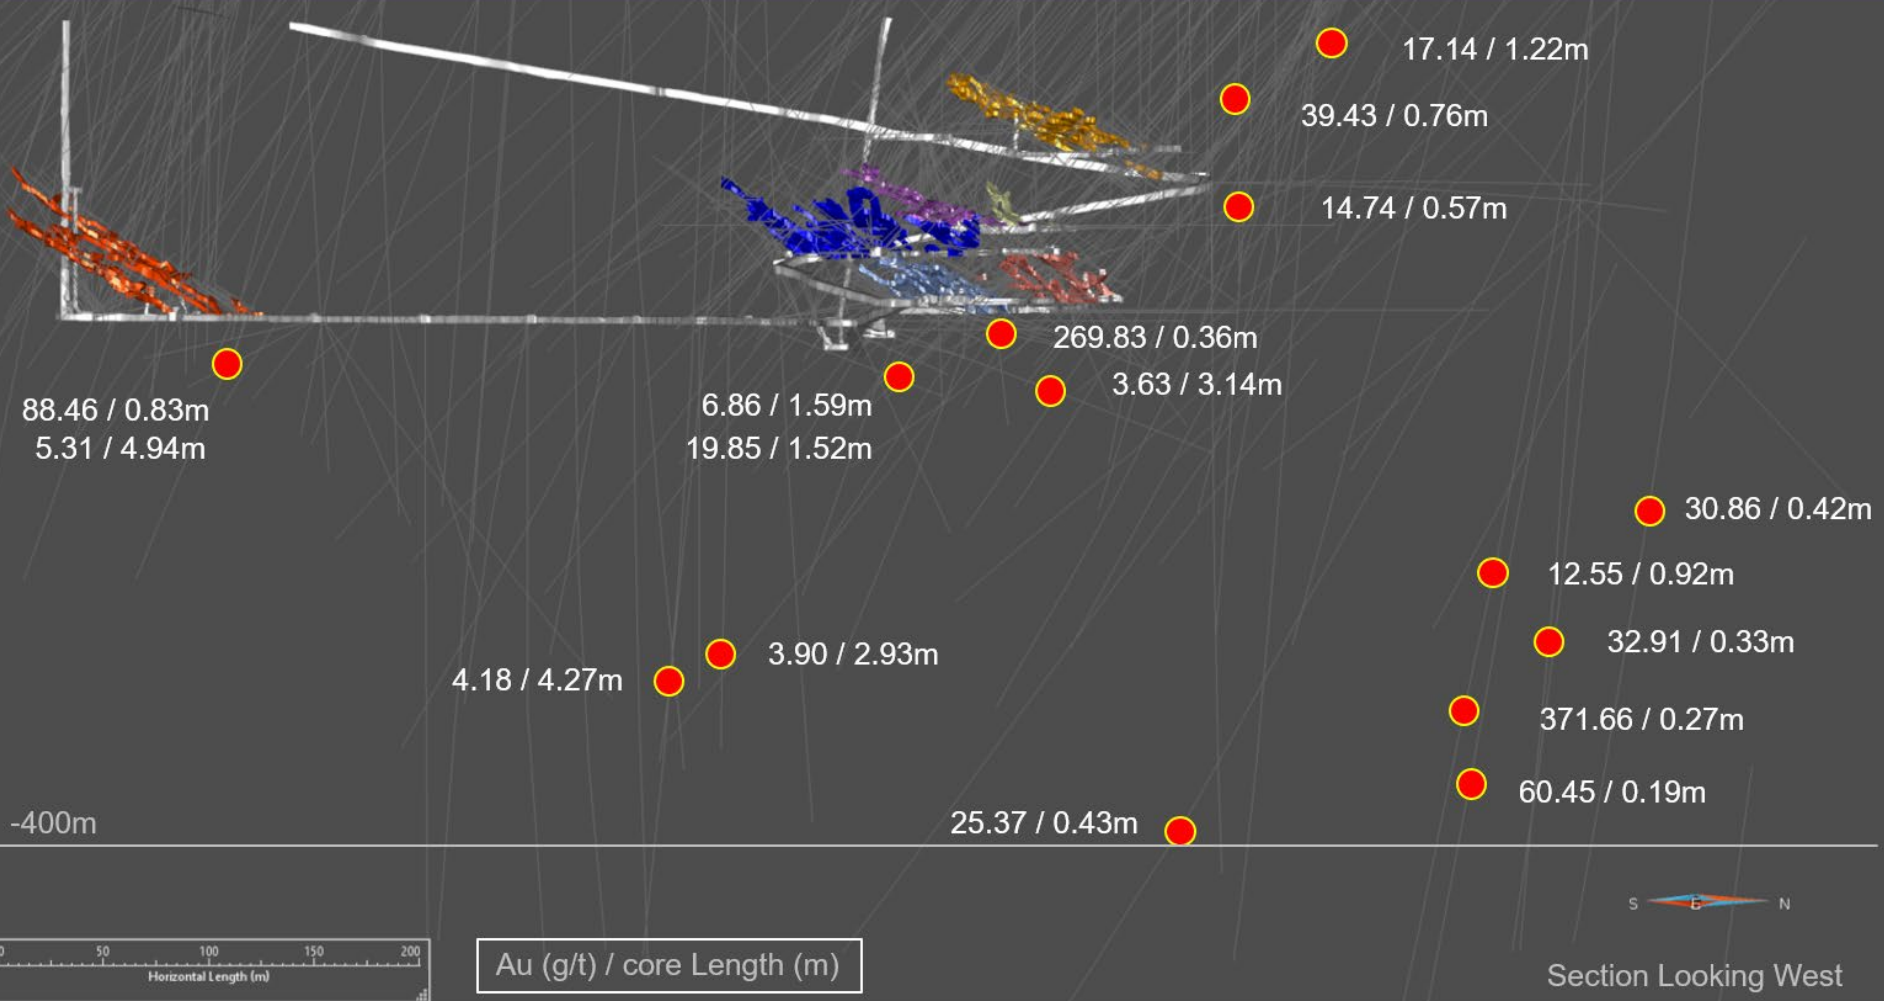 17.14 / 1.22m
39.43 / 0.76m
14.74 / 0.57m
269.83 / 0.36m
3.63 / 3.14m
88.46 / 0.83m
5.31 / 4.94m
6.86 / 1.59m
19.85 / 1.52m
30.86 / 0.42m
12.55 / 0.92m
32.91 / 0.33m
3.90 / 2.93m
4.18 / 4.27m
371.66 / 0.27m
60.45 / 0.19m
25.37 / 0.43m
-400m
S E N
0 50 100 150 200
Horizontal Length (m)
Au (g/t) / core Length (m)
Section Looking West